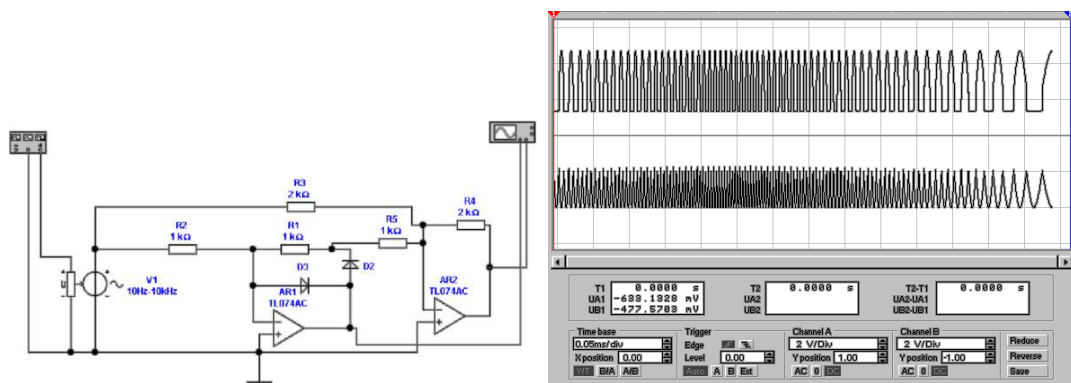 R3
2 kΩ
R4
2 kΩ
R2
1 kΩ
R1
1 kΩ
R5
1 kΩ
D3
D2
V1
10Hz-10kHz
AR1
TL074AC
AR2
TL074AC
T1 0.0000 s
UA1 -633.1328 mV
UB1 -477.5703 mV
T2 0.0000 s
UA2
UB2
T2-T1 0.0000 s
UA2-UA1
UB2-UB1
Time base
0.05ms/div
X position 0.00
Y/T B/A A/B
Trigger
Edge
Level 0.00
Auto A B Ext
Channel A
2 V/Div
Y position 1.00
AC 0 DC
Channel B
2 V/Div
Y position -1.00
AC 0 DC
Reduce
Reverse
Save